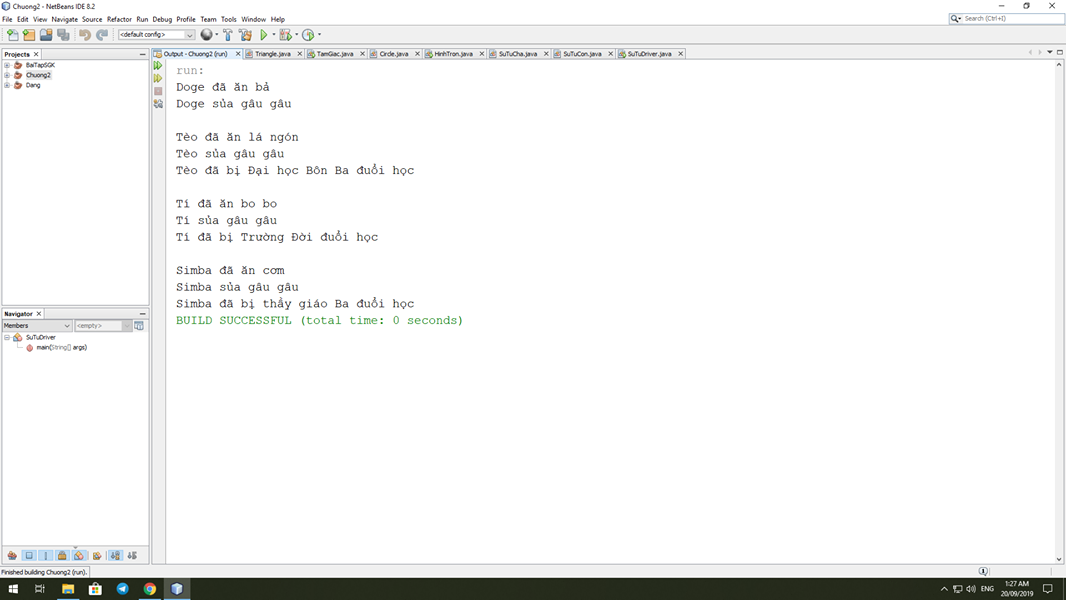 Chuong2 - NetBeans IDE 8.2
File Edit View Navigate Source Refactor Run Debug Profile Team Tools Window Help
Search (Ctrl+I)
<default config>
Projects
Output - Chuong2 (run) Triangle.java TamGiac.java Circle.java HinhTron.java SuTuCha.java SuTuCon.java SuTuDriver.java
BaiTapSGK
Chuong2
Dang
run:
Doge đã ăn bả
Doge sủa gâu gâu
Tèo đã ăn lá ngón
Tèo sủa gâu gâu
Tèo đã bị Đại học Bôn Ba đuổi học
Tí đã ăn bo bo
Tí sủa gâu gâu
Tí đã bị Trường Đời đuổi học
Simba đã ăn cơm
Simba sủa gâu gâu
Simba đã bị thầy giáo Ba đuổi học
BUILD SUCCESSFUL (total time: 0 seconds)
Navigator
Members <empty>
SuTuDriver
main(String[] args)
Finished building Chuong2 (run).
1
ENG
1:27 AM
20/09/2019